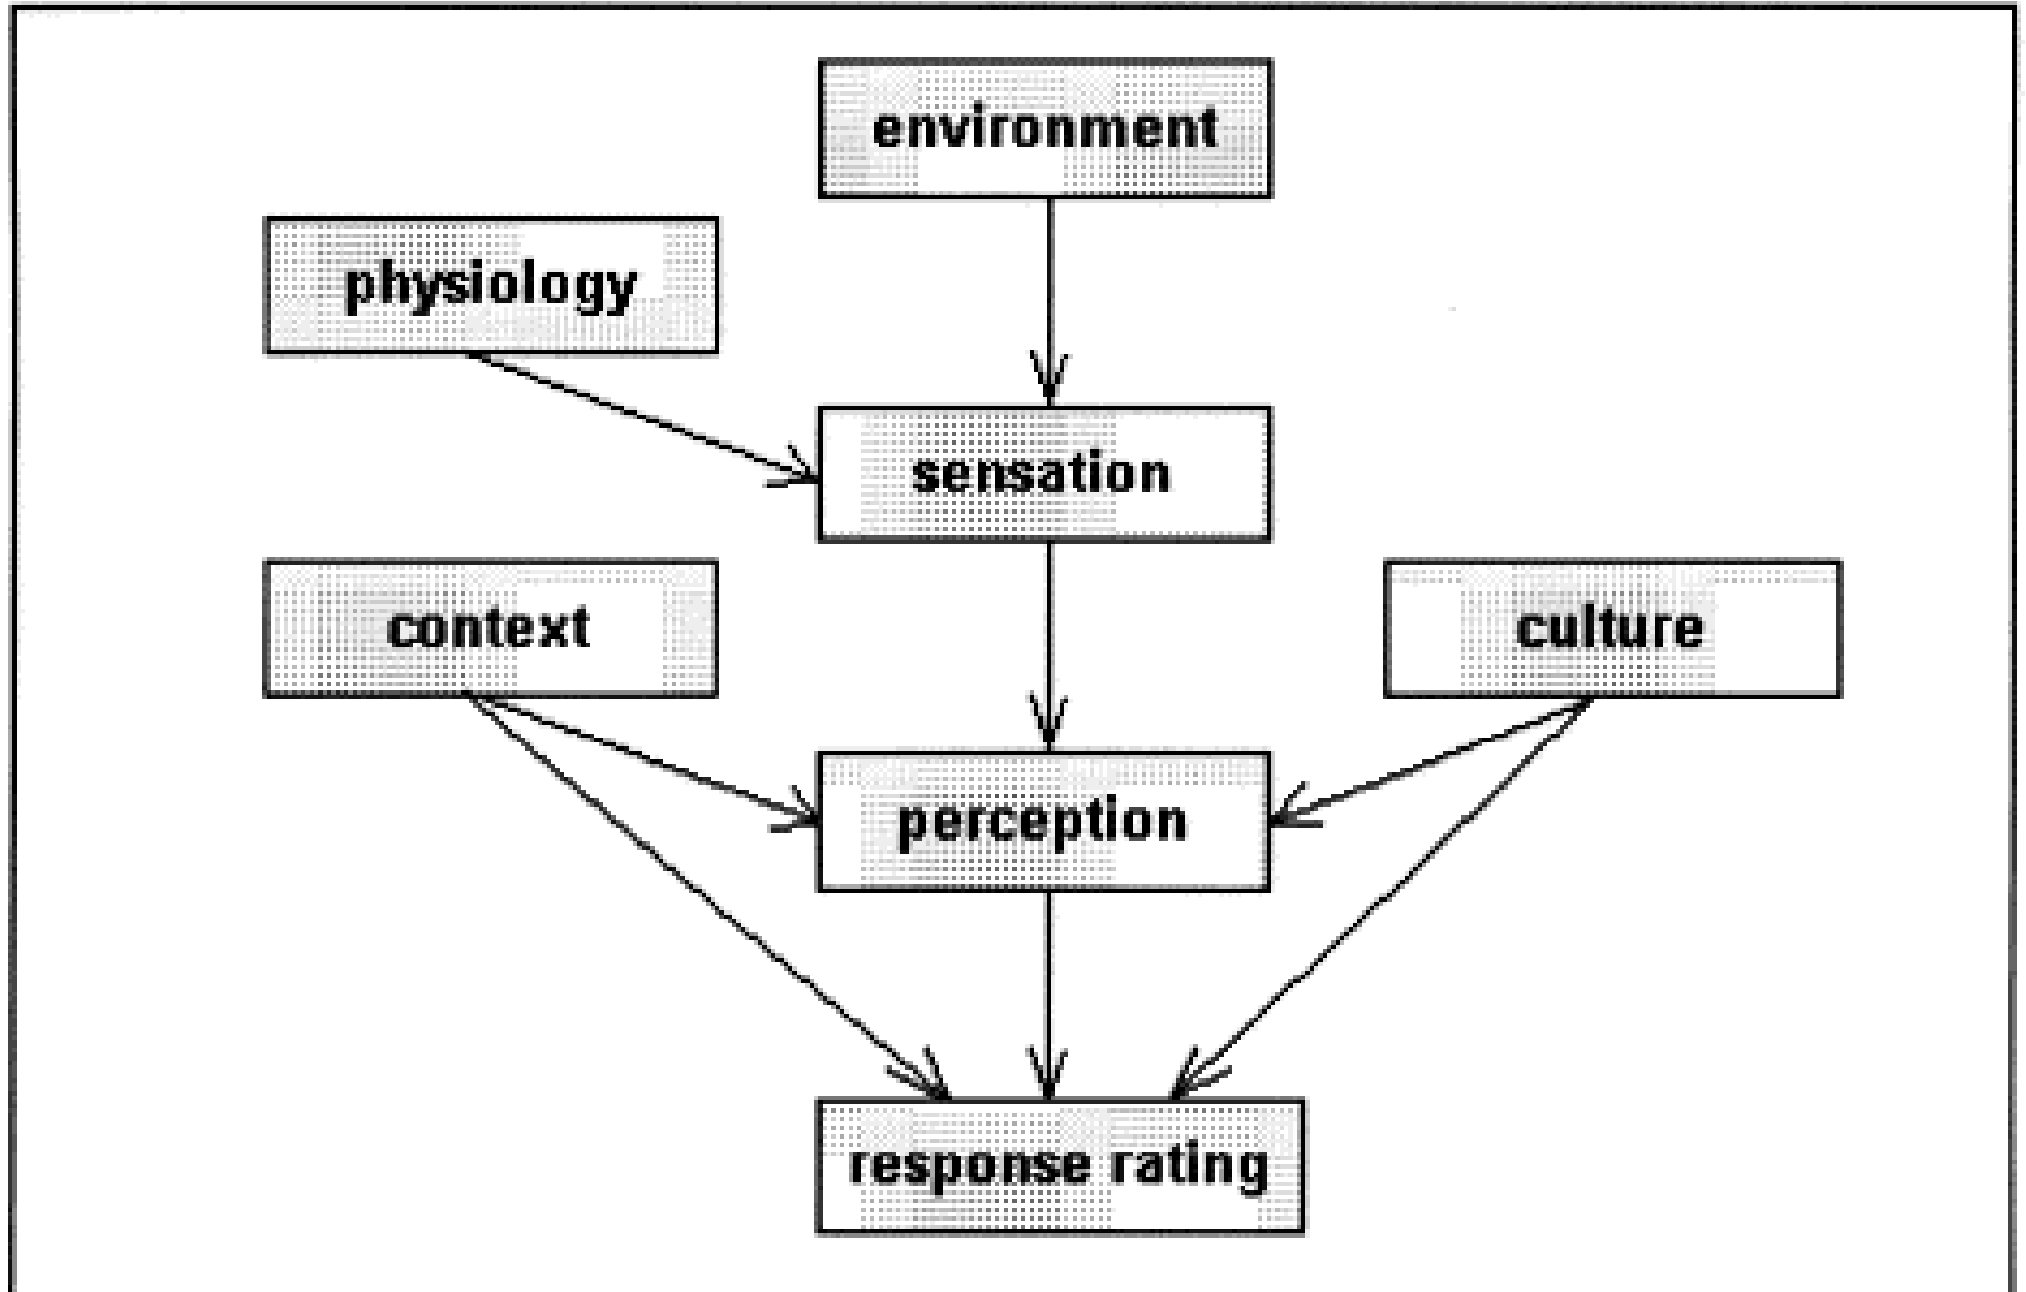 environment
physiology
sensation
context
culture
perception
response rating